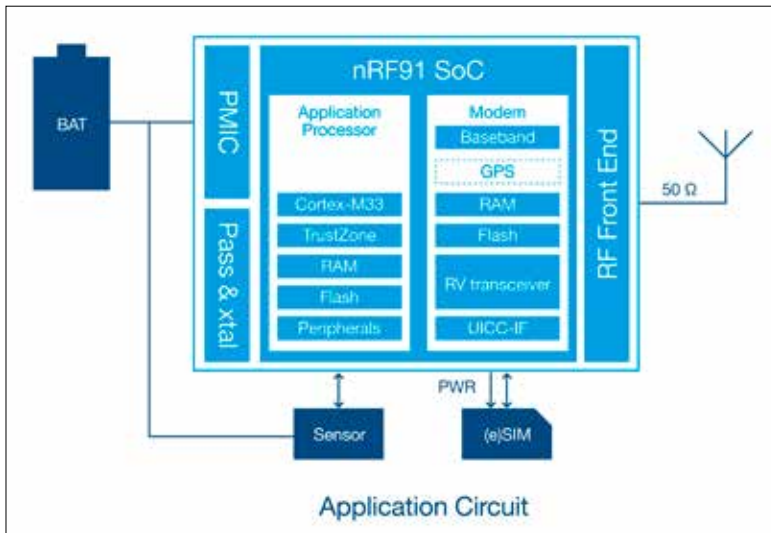 BAT
PMIC
Pass & xtal
nRF91 SoC
Application
Processor
Cortex-M33
TrustZone
RAM
Flash
Peripherals
Modem
Baseband
GPS
RAM
Flash
RV transceiver
UICC-IF
RF Front End
50 Ω
PWR
Sensor
(e)SIM
Application Circuit